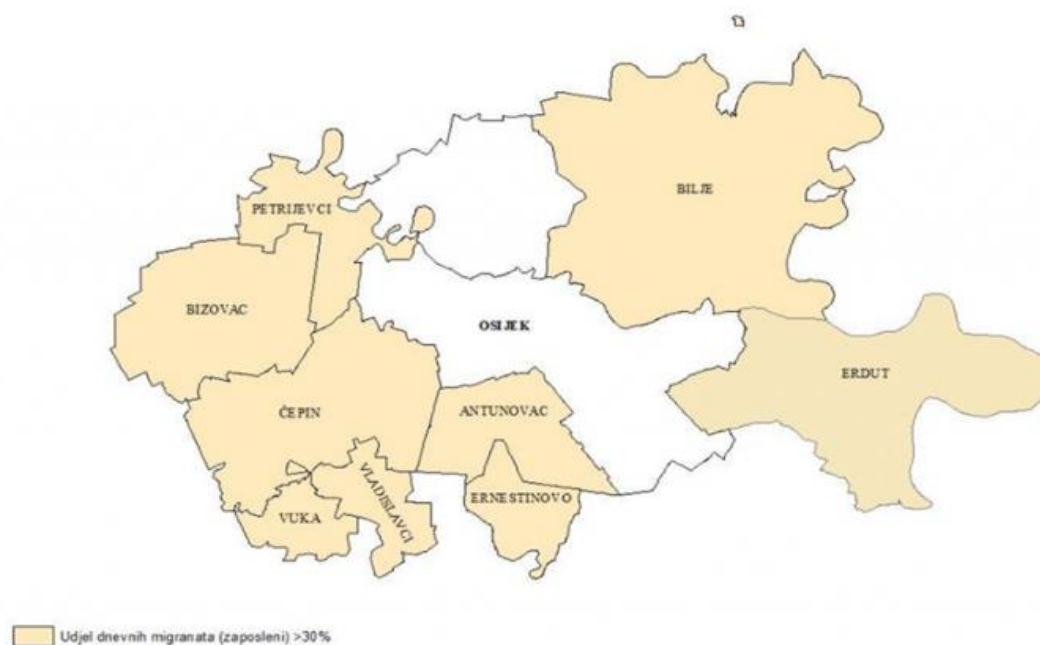 BILJE
PETRIJEVCI
BIZOVAC
OSIJEK
ERDUT
ČEPIN
ANTUNOVAC
VLADISLAVCI
ERNESTINOVO
VUKA
Udjel dnevnih migranata (zaposleni) >30%